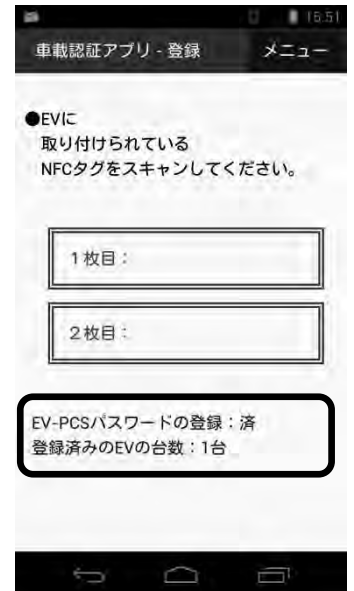 15:51
車載認証アプリ - 登録 メニュー
●EVに
取り付けられている
NFCタグをスキャンしてください。
1枚目：
2枚目：
EV-PCSパスワードの登録：済
登録済みのEVの台数：1台